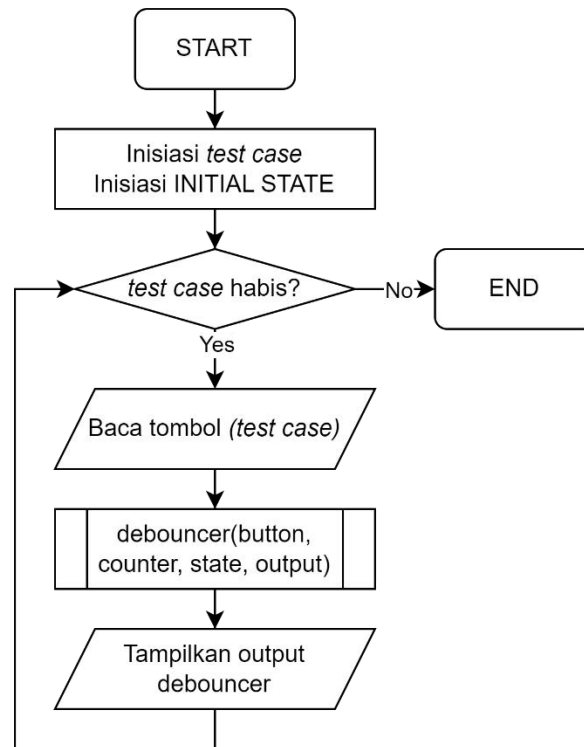 START
Inisiasi test case
Inisiasi INITIAL STATE
test case habis?
No
END
Yes
Baca tombol (test case)
debouncer(button,
counter, state, output)
Tampilkan output
debouncer